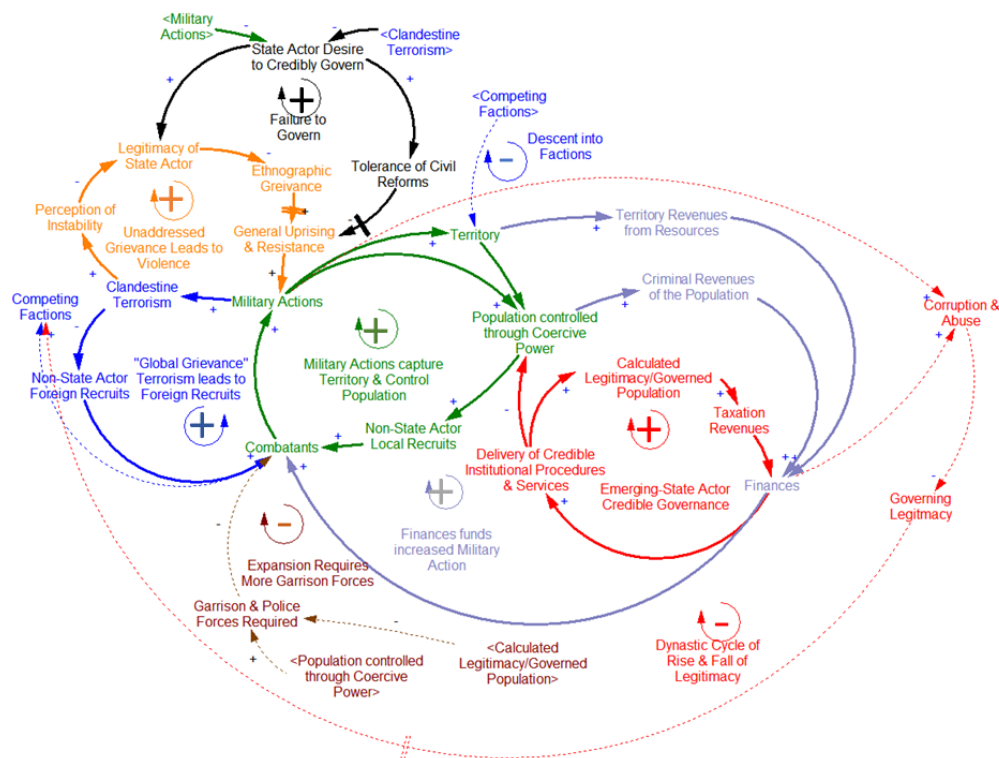 <Military
Actions>
<Clandestine
Terrorism>
State Actor Desire
to Credibly Govern
Failure to
Govern
<Competing
Factions>
Descent into
Factions
Legitimacy of
State Actor
Ethnographic
Greivance
Tolerance of Civil
Reforms
Perception of
Instability
Unaddressed
Grievance Leads to
Violence
General Uprising
& Resistance
Territory
Territory Revenues
from Resources
Clandestine
Terrorism
Military Actions
Criminal Revenues
of the Population
Competing
Factions
Population controlled
through Coercive
Power
Corruption &
Abuse
"Global Grievance"
Terrorism leads to
Foreign Recruits
Military Actions capture
Territory & Control
Population
Calculated
Legitimacy/Governed
Population
Non-State Actor
Foreign Recruits
Taxation
Revenues
Non-State Actor
Local Recruits
Combatants
Delivery of Credible
Institutional Procedures
& Services
Emerging-State Actor
Credible Governance
Finances
Governing
Legitmacy
Finances funds
increased Military
Action
Expansion Requires
More Garrison Forces
Garrison & Police
Forces Required
<Population controlled
through Coercive
Power>
<Calculated
Legitimacy/Governed
Population>
Dynastic Cycle of
Rise & Fall of
Legitimacy